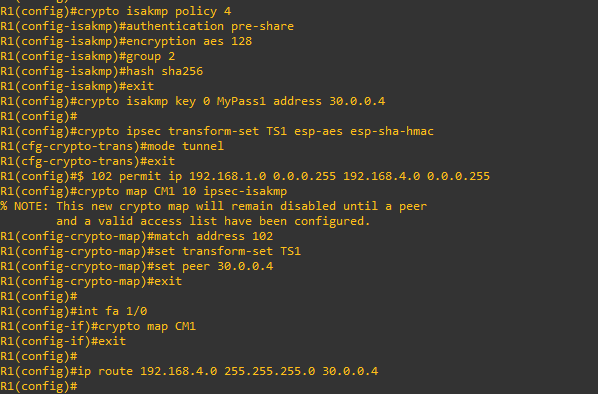 R1(config)#crypto isakmp policy 4
R1(config-isakmp)#authentication pre-share
R1(config-isakmp)#encryption aes 128
R1(config-isakmp)#group 2
R1(config-isakmp)#hash sha256
R1(config-isakmp)#exit
R1(config)#crypto isakmp key 0 MyPass1 address 30.0.0.4
R1(config)#
R1(config)#crypto ipsec transform-set TS1 esp-aes esp-sha-hmac
R1(cfg-crypto-trans)#mode tunnel
R1(cfg-crypto-trans)#exit
R1(config)#$ 102 permit ip 192.168.1.0 0.0.0.255 192.168.4.0 0.0.0.255
R1(config)#crypto map CM1 10 ipsec-isakmp
% NOTE: This new crypto map will remain disabled until a peer
        and a valid access list have been configured.
R1(config-crypto-map)#match address 102
R1(config-crypto-map)#set transform-set TS1
R1(config-crypto-map)#set peer 30.0.0.4
R1(config-crypto-map)#exit
R1(config)#
R1(config)#int fa 1/0
R1(config-if)#crypto map CM1
R1(config-if)#exit
R1(config)#
R1(config)#ip route 192.168.4.0 255.255.255.0 30.0.0.4
R1(config)#